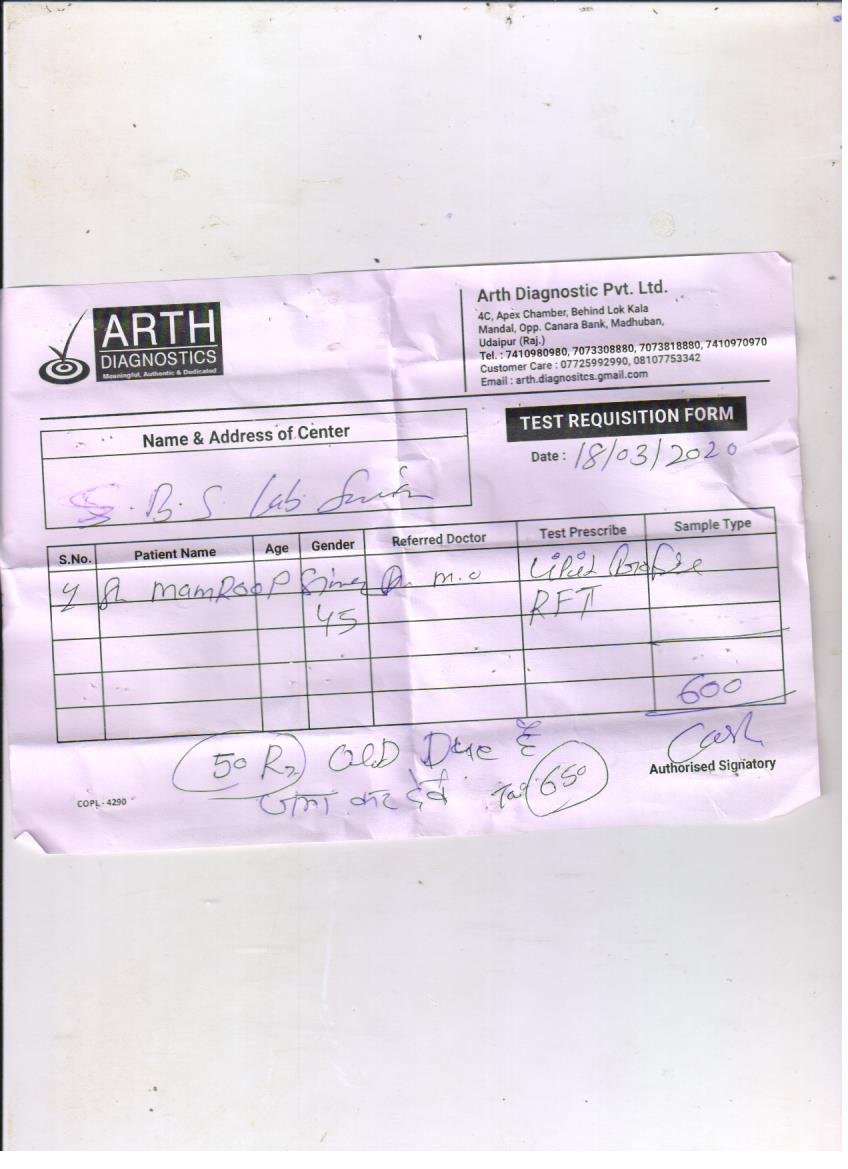 ARTH
DIAGNOSTICS
Meaningful, Authentic & Dedicated
Arth Diagnostic Pvt. Ltd.
4C, Apex Chamber, Behind Lok Kala
Mandal, Opp. Canara Bank, Madhuban,
Udaipur (Raj.)
Tel. : 7410980980, 7073308880, 7073818880, 7410970970
Customer Care : 07725992990, 08107753342
Email : arth.diagnositcs.gmail.com
Name & Address of Center
TEST REQUISITION FORM
Date : 18/03/2020
S. B. S. Lab
S.No. Patient Name Age Gender Referred Doctor Test Prescribe Sample Type
MamRooP m.o Lipid Profile
45 RFT
600
50 Rs OLD Due है Cash
Authorised Signatory
जमा कर देवें 650
COPL - 4290